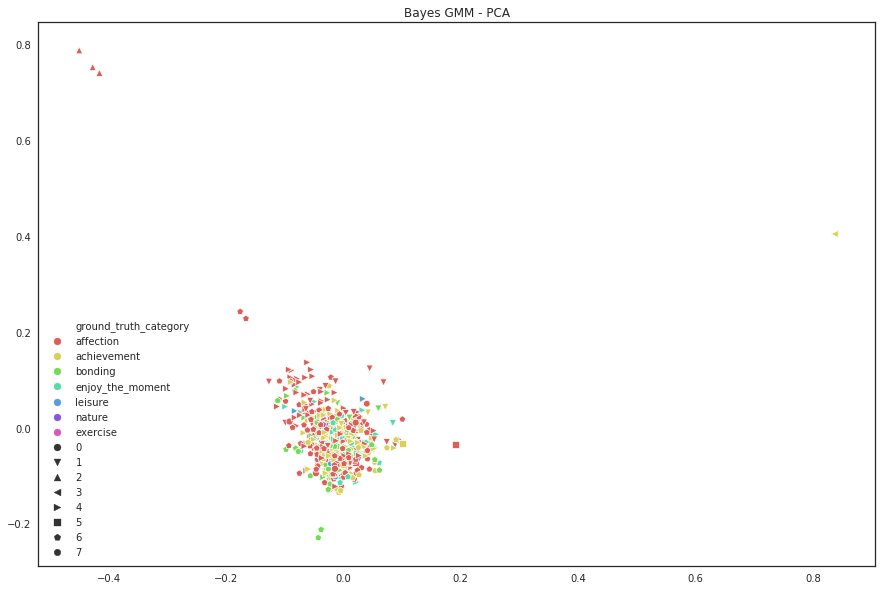 Bayes GMM - PCA
0.8
0.6
0.4
0.2
0.0
−0.2
ground_truth_category
affection
achievement
bonding
enjoy_the_moment
leisure
nature
exercise
0
1
2
3
4
5
6
7
−0.4
−0.2
0.0
0.2
0.4
0.6
0.8